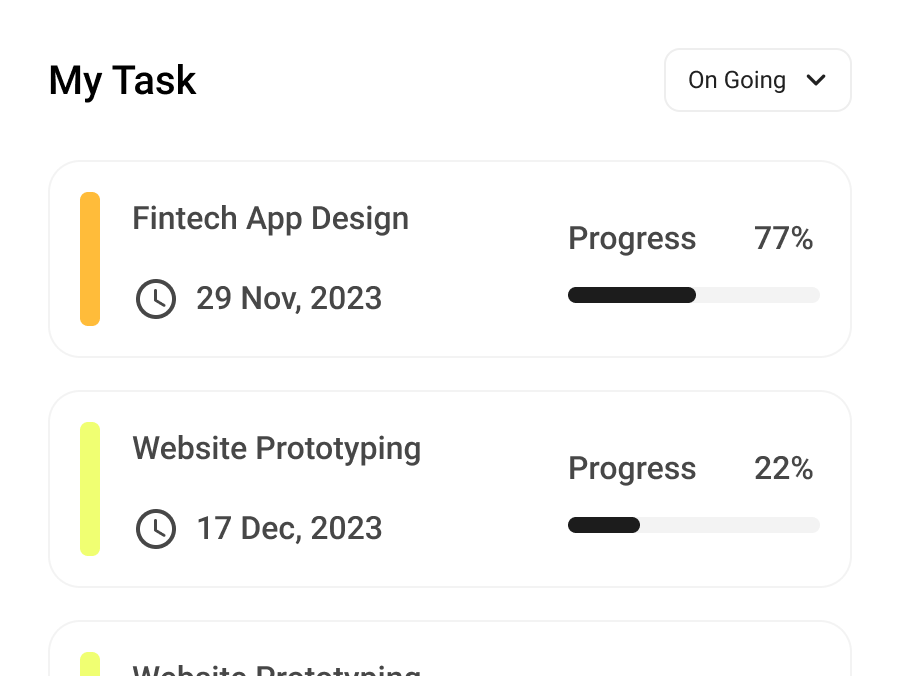 My Task
On Going
Fintech App Design
Progress 77%
29 Nov, 2023
Website Prototyping
Progress 22%
17 Dec, 2023
Website Prototyping